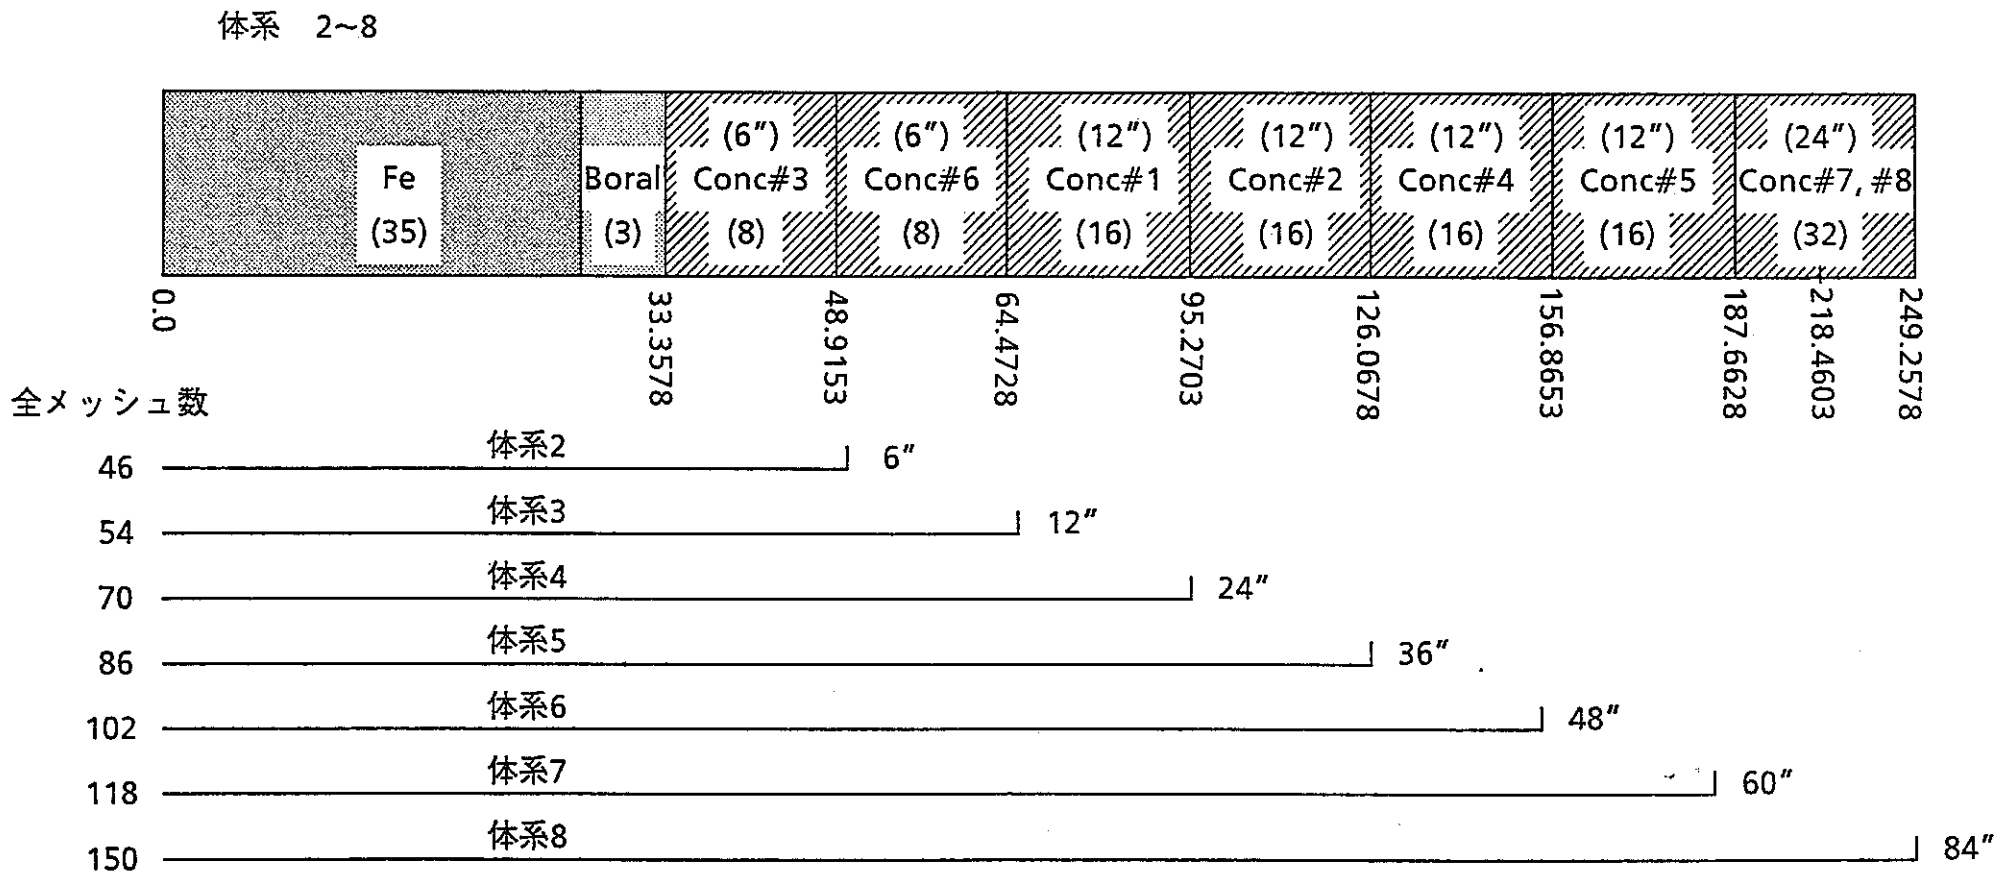 体系 2~8
(6″) (6″) (12″) (12″) (12″) (12″) (24″)
Fe Boral Conc#3 Conc#6 Conc#1 Conc#2 Conc#4 Conc#5 Conc#7, #8
(35) (3) (8) (8) (16) (16) (16) (16) (32)
0.0 33.3578 48.9153 64.4728 95.2703 126.0678 156.8653 187.6628 218.4603 249.2578
全メッシュ数
体系2
46 6″
体系3
54 12″
体系4
70 24″
体系5
86 36″
体系6
102 48″
体系7
118 60″
体系8
150 84″